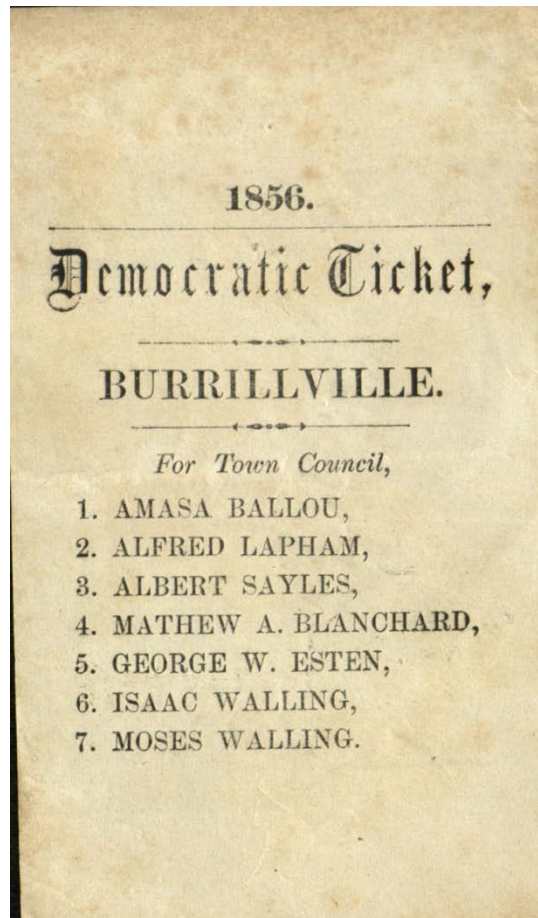 1856.
Democratic Ticket,
BURRILLVILLE.
For Town Council,
1. AMASA BALLOU,
2. ALFRED LAPHAM,
3. ALBERT SAYLES,
4. MATHEW A. BLANCHARD,
5. GEORGE W. ESTEN,
6. ISAAC WALLING,
7. MOSES WALLING.